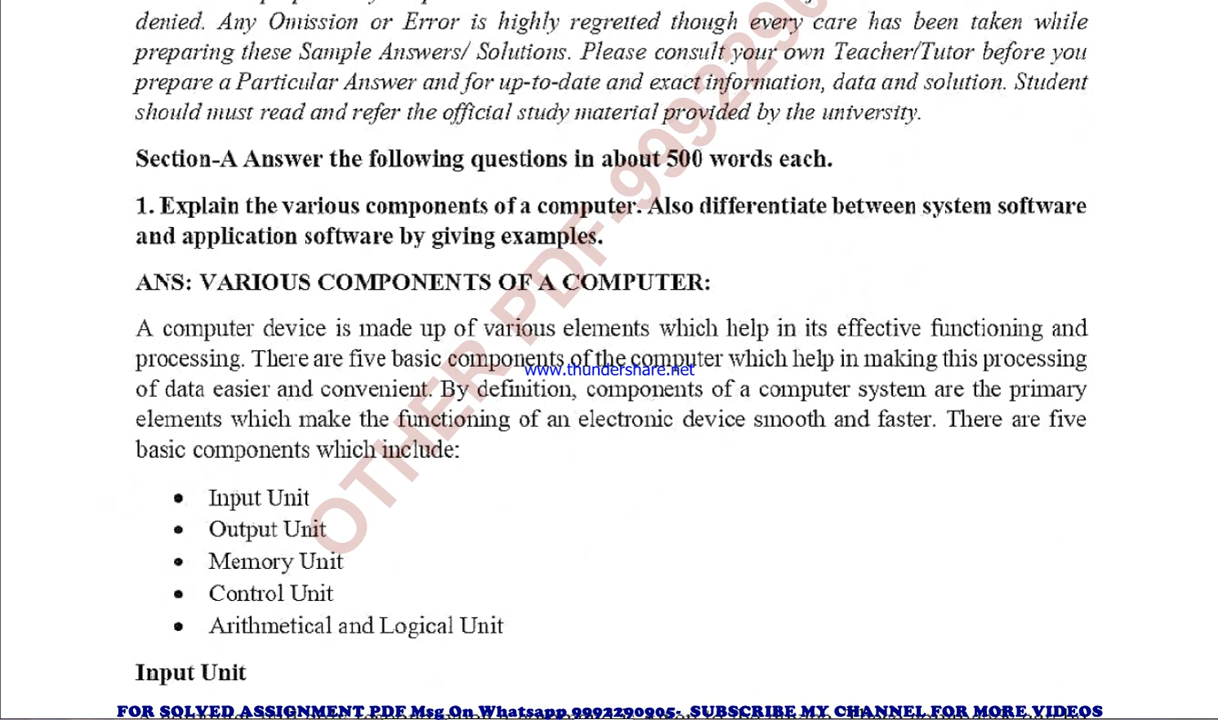 denied. Any Omission or Error is highly regretted though every care has been taken while
preparing these Sample Answers/ Solutions. Please consult your own Teacher/Tutor before you
prepare a Particular Answer and for up-to-date and exact information, data and solution. Student
should must read and refer the official study material provided by the university.
Section-A Answer the following questions in about 500 words each.
1. Explain the various components of a computer. Also differentiate between system software
and application software by giving examples.
ANS: VARIOUS COMPONENTS OF A COMPUTER:
A computer device is made up of various elements which help in its effective functioning and
processing. There are five basic components of the computer which help in making this processing
www.thundershare.net
of data easier and convenient. By definition, components of a computer system are the primary
elements which make the functioning of an electronic device smooth and faster. There are five
basic components which include:
• Input Unit
• Output Unit
• Memory Unit
• Control Unit
• Arithmetical and Logical Unit
Input Unit
OTHER PDF-9992290
FOR SOLVED ASSIGNMENT PDF Msg On Whatsapp 9992290905- SUBSCRIBE MY CHANNEL FOR MORE VIDEOS